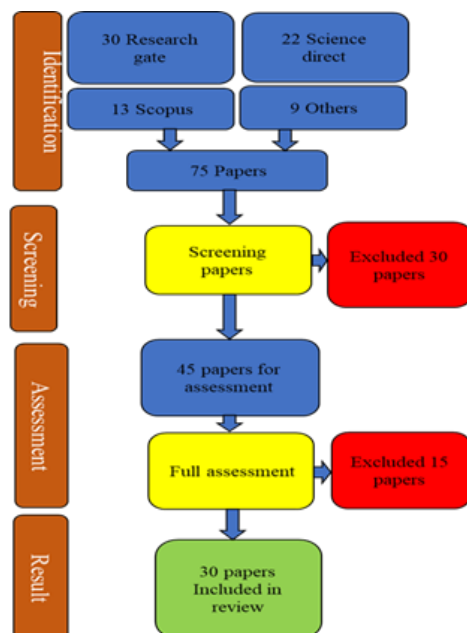 Identification
30 Research
gate
22 Science
direct
13 Scopus
9 Others
75 Papers
Screening
Screening
papers
Excluded 30
papers
Assessment
45 papers for
assessment
Full assessment
Excluded 15
papers
Result
30 papers
Included in
review